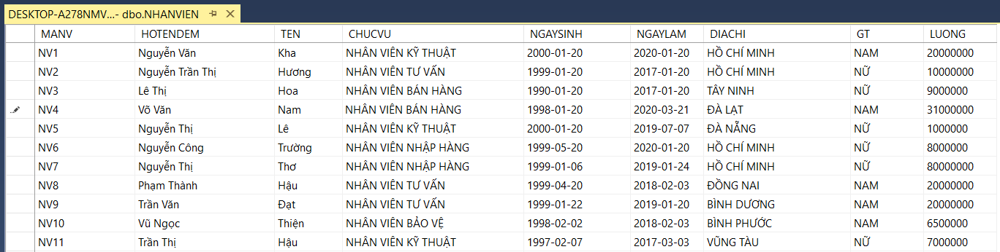 DESKTOP-A278NMV...- dbo.NHANVIEN
MANV HOTENDEM TEN CHUCVU NGAYSINH NGAYLAM DIACHI GT LUONG
NV1 Nguyễn Văn Kha NHÂN VIÊN KỸ THUẬT 2000-01-20 2020-01-20 HỒ CHÍ MINH NAM 20000000
NV2 Nguyễn Trần Thị Hương NHÂN VIÊN TƯ VẤN 1999-01-20 2017-01-20 HỒ CHÍ MINH NỮ 10000000
NV3 Lê Thị Hoa NHÂN VIÊN BÁN HÀNG 1990-01-20 2017-01-20 TÂY NINH NỮ 9000000
NV4 Võ Văn Nam NHÂN VIÊN BÁN HÀNG 1998-01-20 2020-03-21 ĐÀ LẠT NAM 31000000
NV5 Nguyễn Thị Lê NHÂN VIÊN KỸ THUẬT 2000-01-20 2019-07-07 ĐÀ NẴNG NỮ 1000000
NV6 Nguyễn Công Trường NHÂN VIÊN NHẬP HÀNG 1999-05-20 2020-01-20 HỒ CHÍ MINH NỮ 8000000
NV7 Nguyễn Thị Thơ NHÂN VIÊN NHẬP HÀNG 1999-01-06 2019-01-24 HỒ CHÍ MINH NỮ 80000000
NV8 Phạm Thành Hậu NHÂN VIÊN TƯ VẤN 1999-04-20 2018-02-03 ĐỒNG NAI NAM 20000000
NV9 Trần Văn Đạt NHÂN VIÊN TƯ VẤN 1999-01-22 2019-01-20 BÌNH DƯƠNG NAM 20000000
NV10 Vũ Ngọc Thiện NHÂN VIÊN BẢO VỆ 1998-02-02 2018-02-03 BÌNH PHƯỚC NAM 6500000
NV11 Trần Thị Hậu NHÂN VIÊN KỸ THUẬT 1997-02-07 2017-03-03 VŨNG TÀU NỮ 7000000